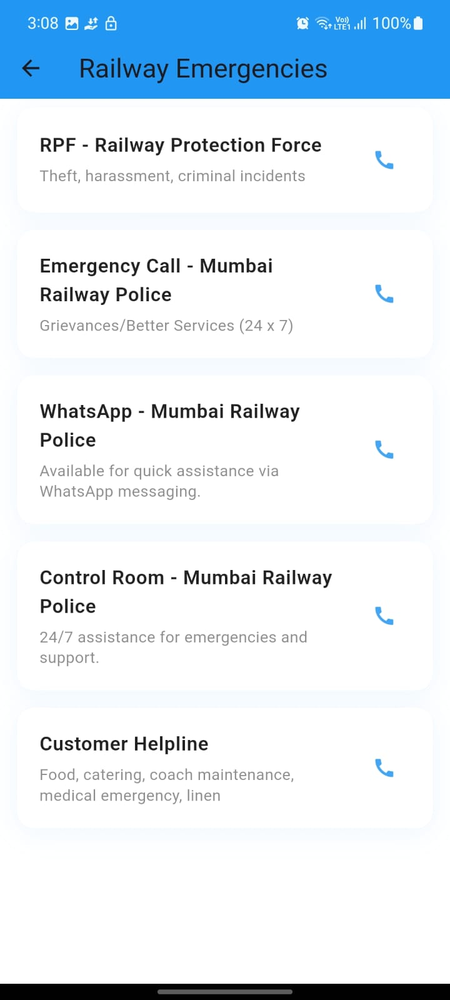 3:08
Vo))
LTE1
100%
Railway Emergencies
RPF - Railway Protection Force
Theft, harassment, criminal incidents
Emergency Call - Mumbai
Railway Police
Grievances/Better Services (24 x 7)
WhatsApp - Mumbai Railway
Police
Available for quick assistance via
WhatsApp messaging.
Control Room - Mumbai Railway
Police
24/7 assistance for emergencies and
support.
Customer Helpline
Food, catering, coach maintenance,
medical emergency, linen